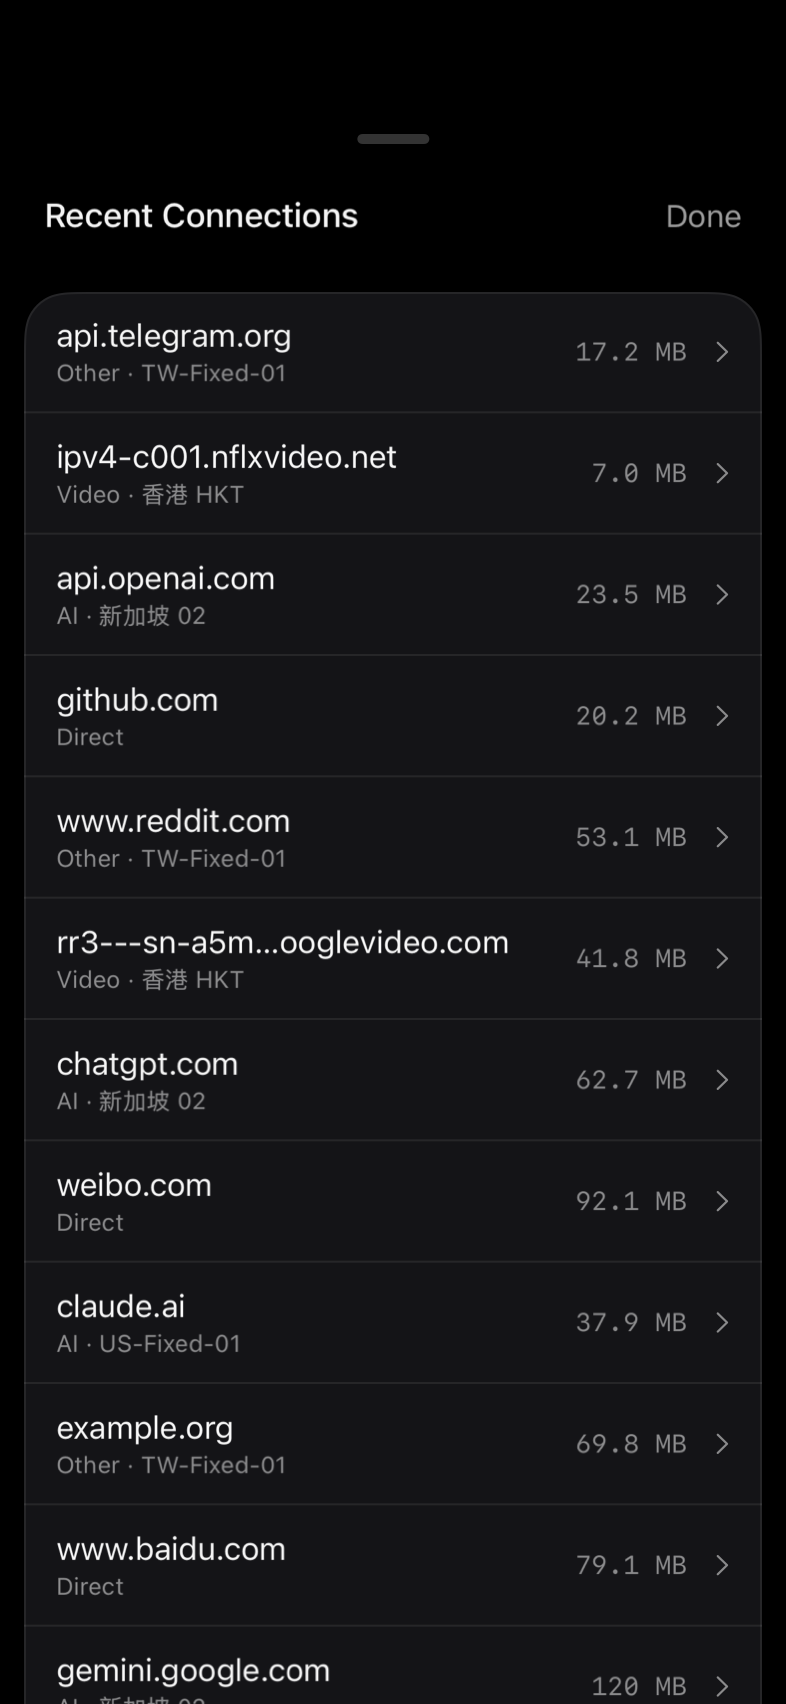 Recent Connections
Done
api.telegram.org
17.2 MB
Other · TW-Fixed-01
ipv4-c001.nflxvideo.net
7.0 MB
Video · 香港 HKT
api.openai.com
23.5 MB
AI · 新加坡 02
github.com
20.2 MB
Direct
www.reddit.com
53.1 MB
Other · TW-Fixed-01
rr3---sn-a5m...ooglevideo.com
41.8 MB
Video · 香港 HKT
chatgpt.com
62.7 MB
AI · 新加坡 02
weibo.com
92.1 MB
Direct
claude.ai
37.9 MB
AI · US-Fixed-01
example.org
69.8 MB
Other · TW-Fixed-01
www.baidu.com
79.1 MB
Direct
gemini.google.com
120 MB